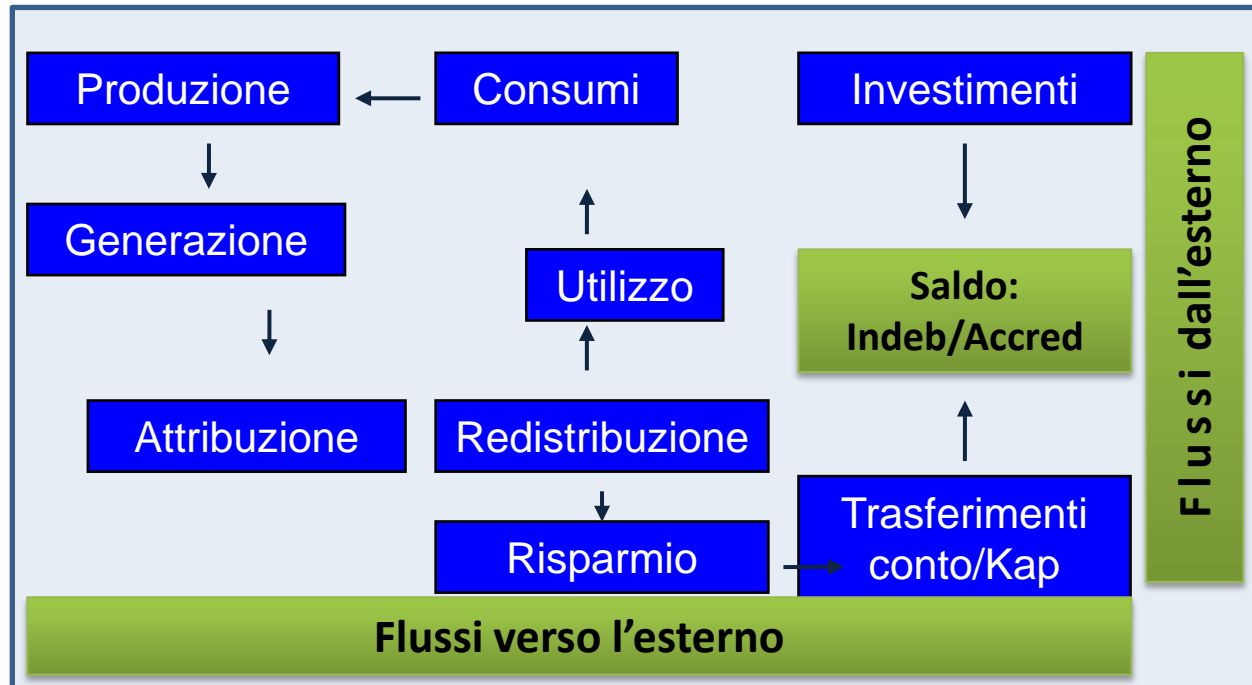 Produzione
Consumi
Investimenti
Generazione
Utilizzo
Saldo:
Indeb/Accred
Attribuzione
Redistribuzione
Risparmio
Trasferimenti
conto/Kap
Flussi verso l’esterno
Flussi dall’esterno